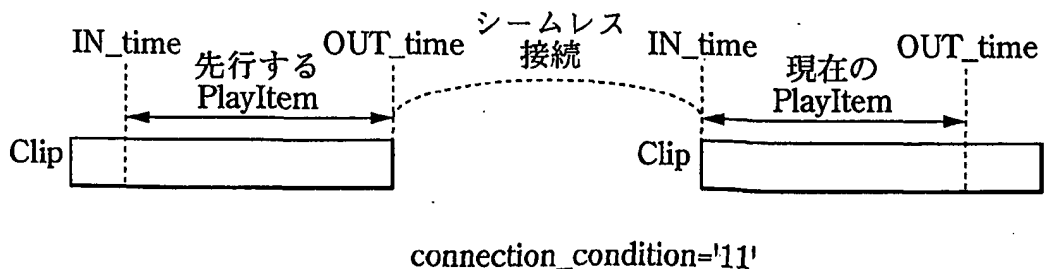 IN_time
OUT_time
シームレス
接続
IN_time
OUT_time
先行する
PlayItem
現在の
PlayItem
Clip
Clip
connection_condition='11'